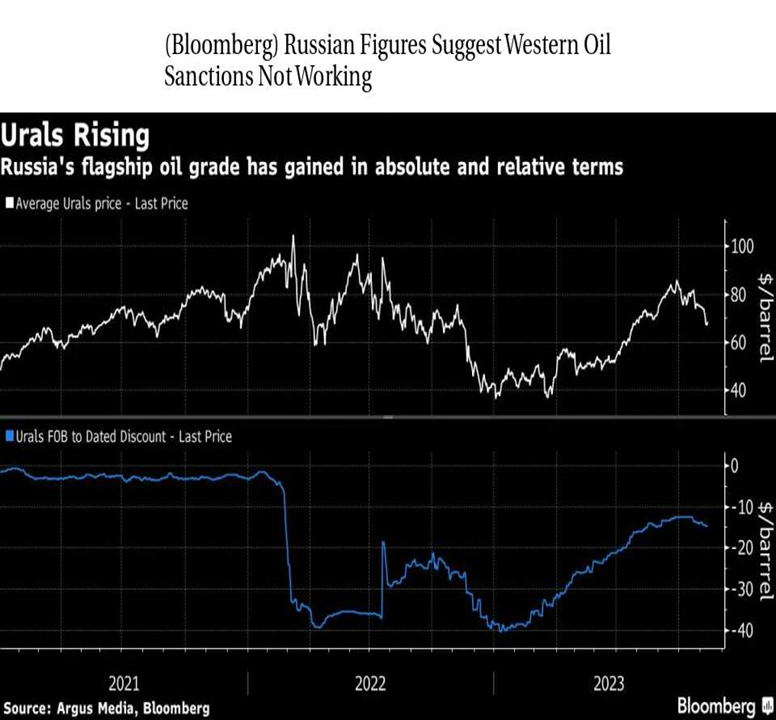 (Bloomberg) Russian Figures Suggest Western Oil
Sanctions Not Working
Urals Rising
Russia's flagship oil grade has gained in absolute and relative terms
Average Urals price - Last Price
100
80
60
40
$/barrel
Urals FOB to Dated Discount - Last Price
0
-10
-20
-30
-40
$/barrrel
2021
2022
2023
Source: Argus Media, Bloomberg
Bloomberg